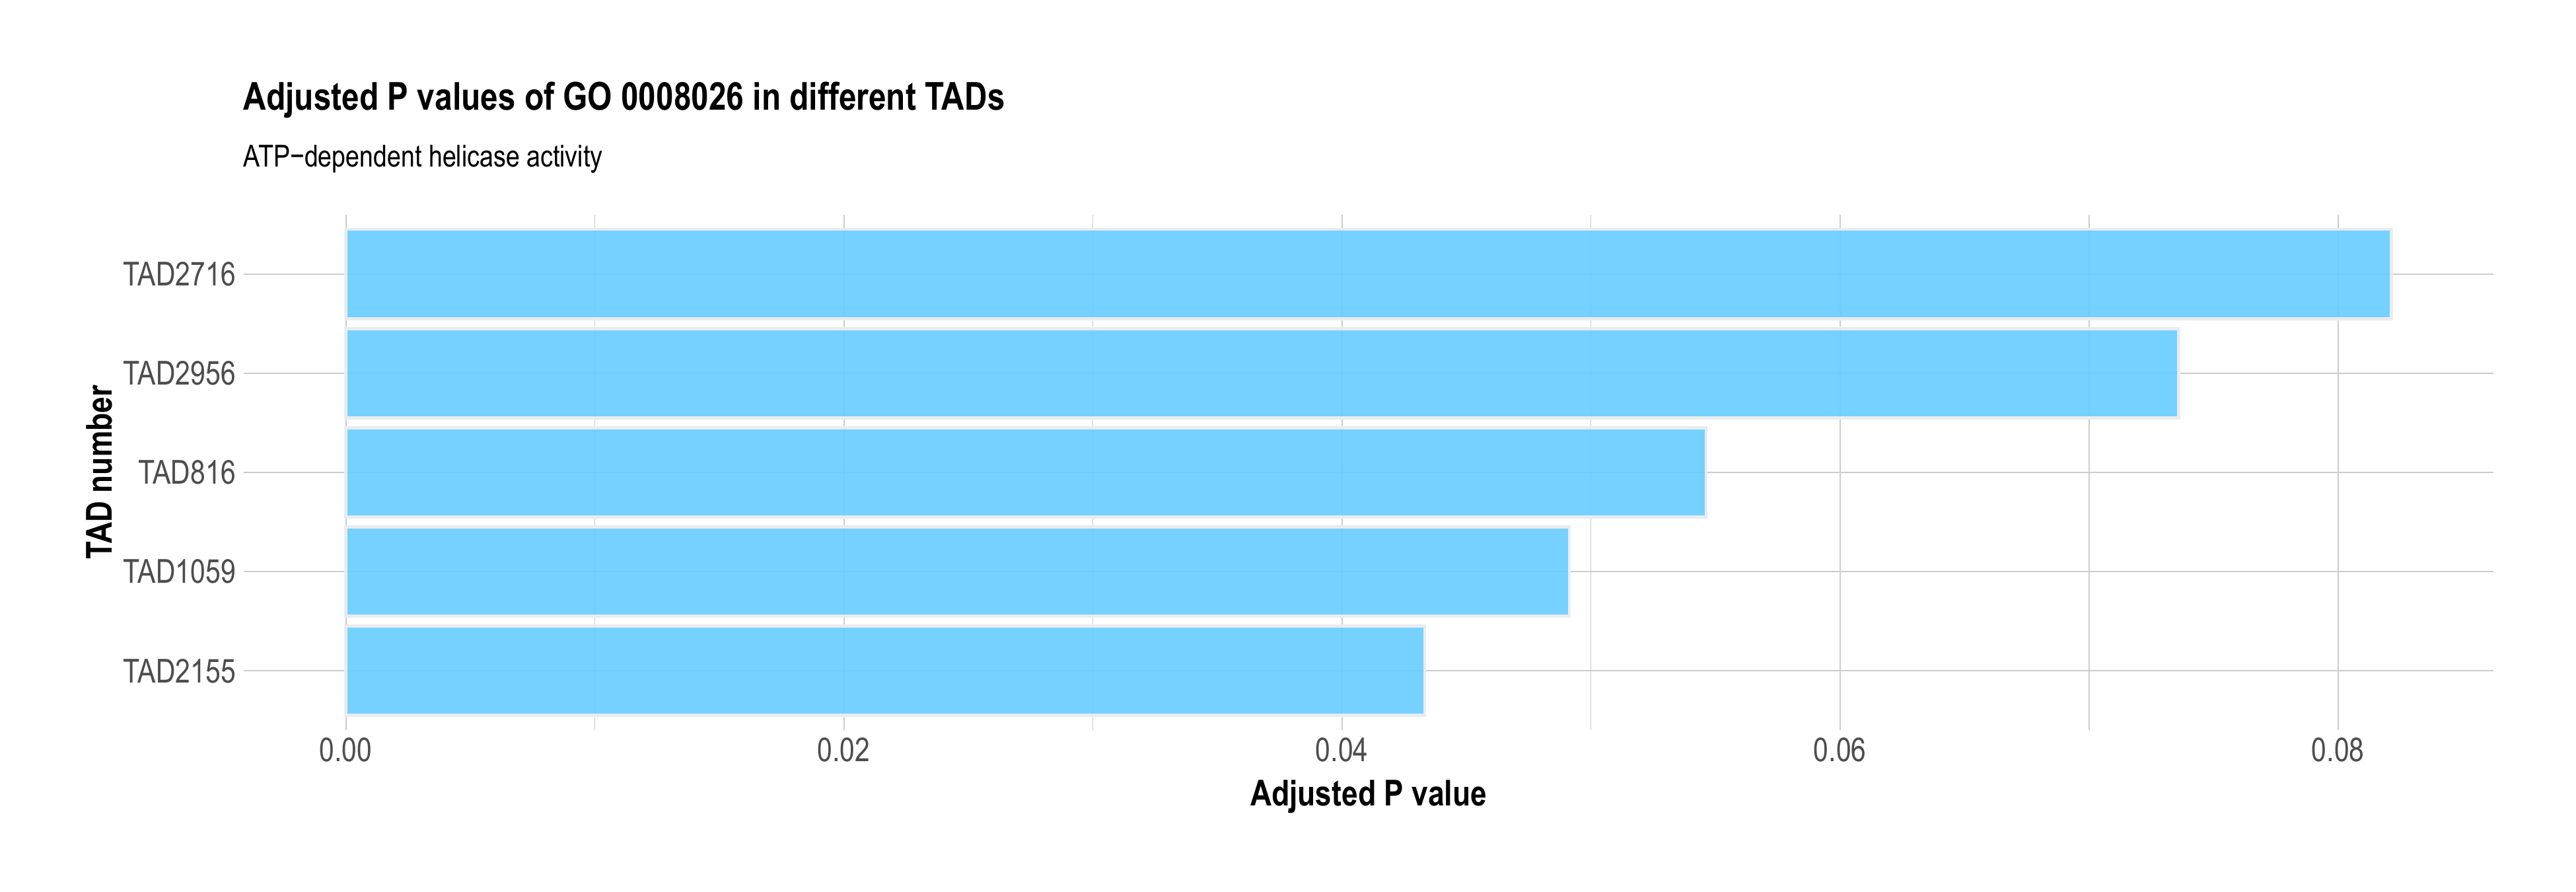 Adjusted P values of GO 0008026 in different TADs
ATP−dependent helicase activity
TAD number
TAD2716
TAD2956
TAD816
TAD1059
TAD2155
0.00 0.02 0.04 0.06 0.08
Adjusted P value